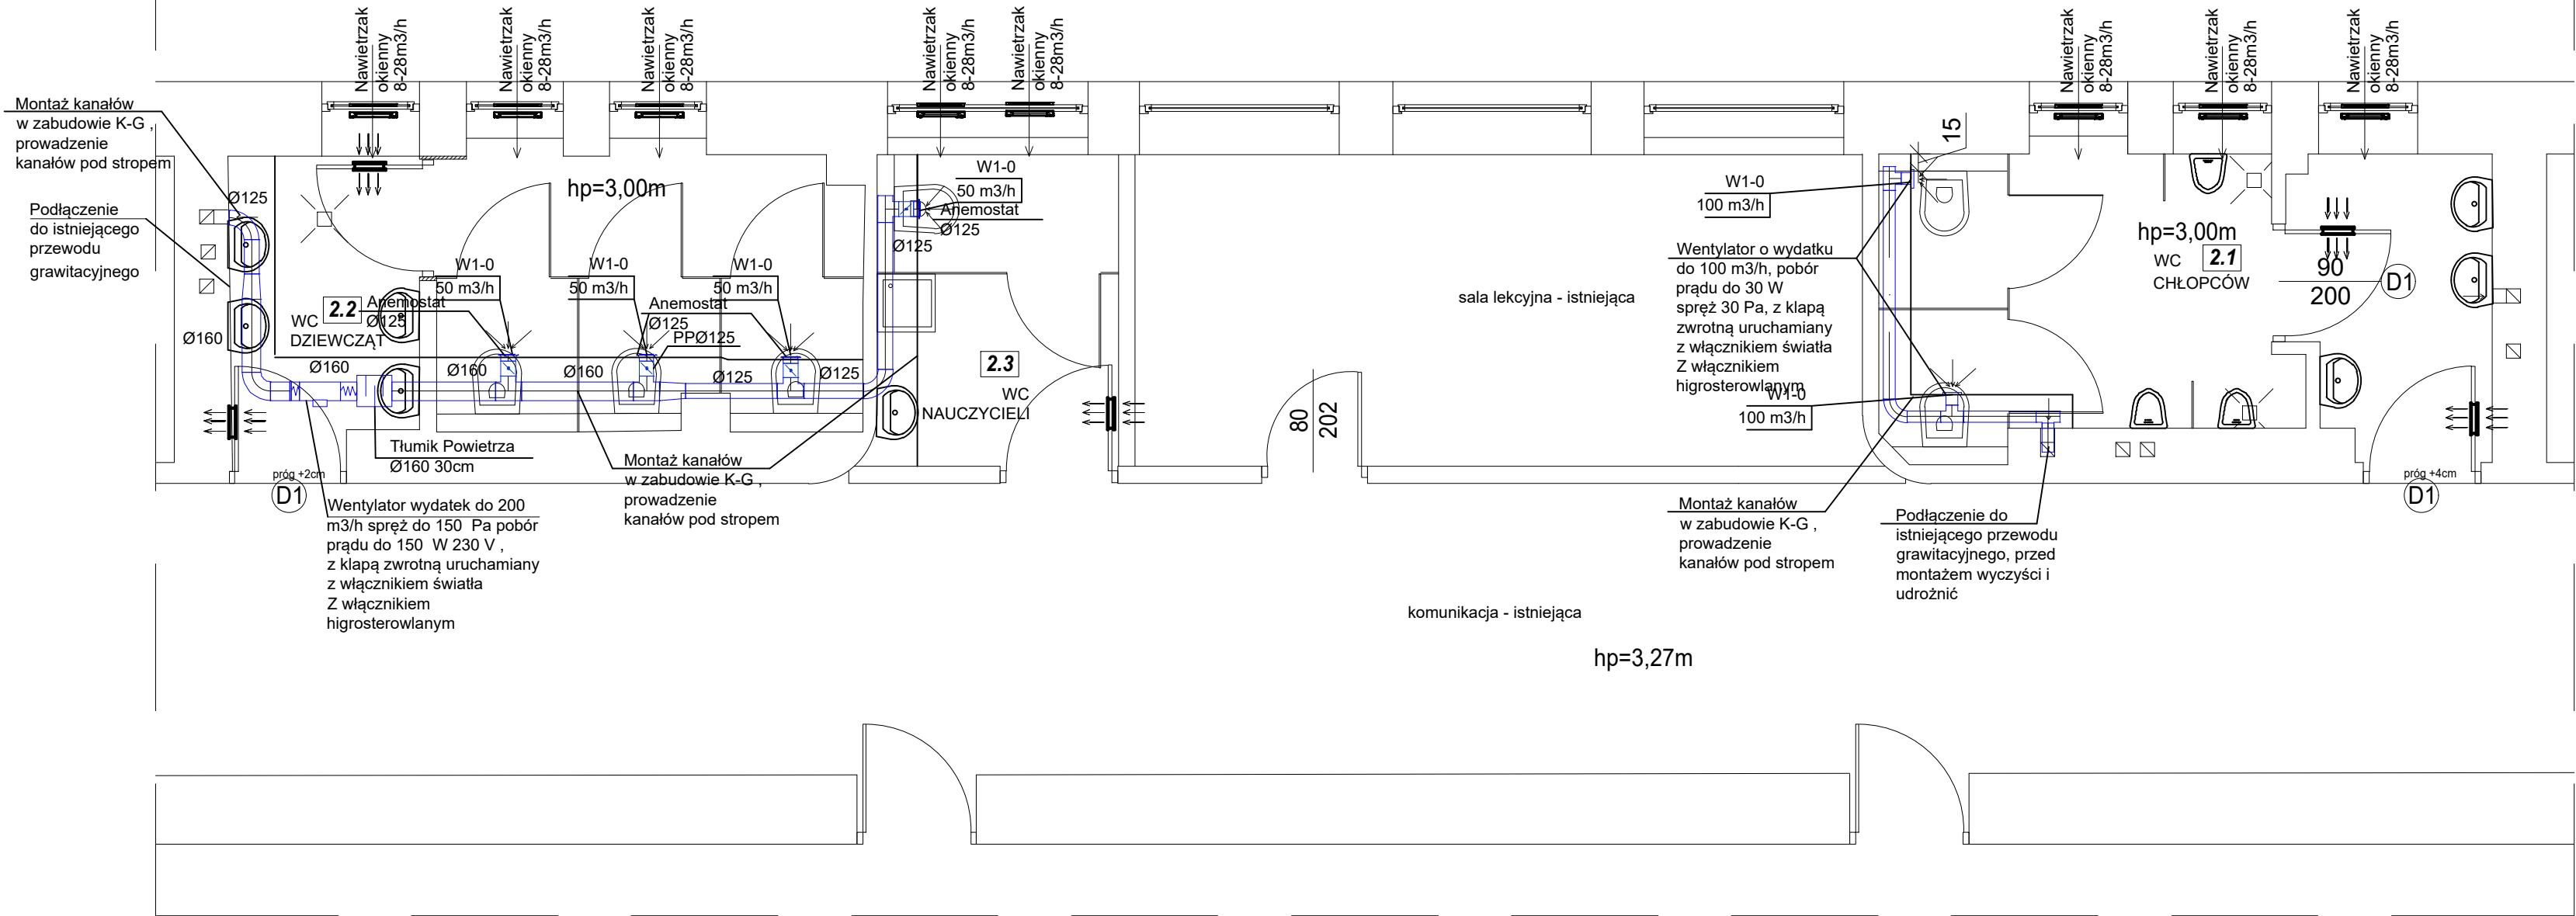 Nawietrzak
okienny
8-28m3/h
Nawietrzak
okienny
8-28m3/h
Nawietrzak
okienny
8-28m3/h
Nawietrzak
okienny
8-28m3/h
Nawietrzak
okienny
8-28m3/h
Nawietrzak
okienny
8-28m3/h
Nawietrzak
okienny
8-28m3/h
Nawietrzak
okienny
8-28m3/h
Montaż kanałów
w zabudowie K-G ,
prowadzenie
kanałów pod stropem
Podłączenie
do istniejącego
przewodu
grawitacyjnego
Ø125
Ø160
hp=3,00m
W1-0
50 m3/h
W1-0
50 m3/h
W1-0
50 m3/h
2.2
Anemostat
Ø125
WC
DZIEWCZĄT
Anemostat
Ø125
PPØ125
Ø160
Ø160
Ø160
Ø125
Ø125
Tłumik Powietrza
Ø160 30cm
próg +2cm
D1
Wentylator wydatek do 200
m3/h spręż do 150 Pa pobór
prądu do 150 W 230 V ,
z klapą zwrotną uruchamiany
z włącznikiem światła
Z włącznikiem
higrosterowlanym
Montaż kanałów
w zabudowie K-G ,
prowadzenie
kanałów pod stropem
W1-0
50 m3/h
Anemostat
Ø125
Ø125
2.3
WC
NAUCZYCIELI
80
202
sala lekcyjna - istniejąca
W1-0
100 m3/h
15
Wentylator o wydatku
do 100 m3/h, pobór
prądu do 30 W
spręż 30 Pa, z klapą
zwrotną uruchamiany
z włącznikiem światła
Z włącznikiem
higrosterowlanym
W1-0
100 m3/h
Montaż kanałów
w zabudowie K-G ,
prowadzenie
kanałów pod stropem
Podłączenie do
istniejącego przewodu
grawitacyjnego, przed
montażem wyczyści i
udrożnić
hp=3,00m
WC
2.1
CHŁOPCÓW
90
200
D1
próg +4cm
D1
komunikacja - istniejąca
hp=3,27m